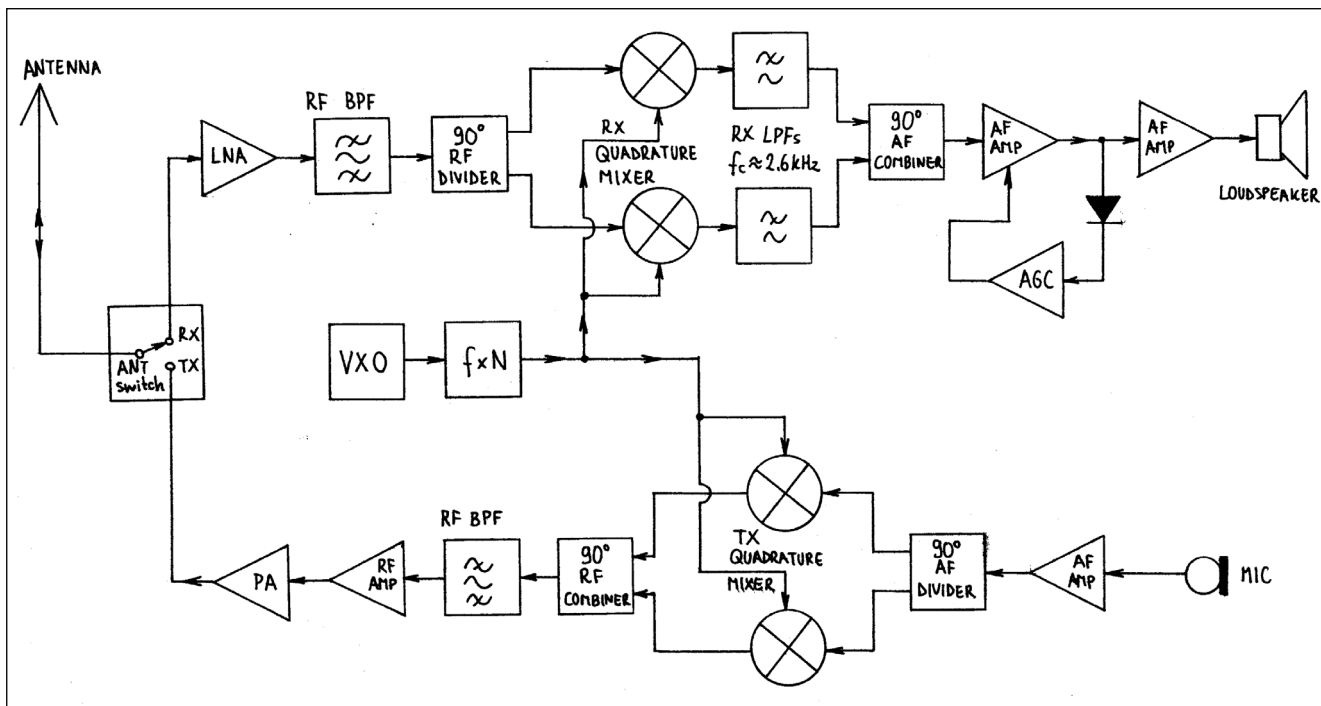 ANTENNA
LNA
RF BPF
90°
RF
DIVIDER
RX
QUADRATURE
MIXER
RX LPFs
fc≈2.6kHz
90°
AF
COMBINER
AF
AMP
AF
AMP
LOUDSPEAKER
AGC
RX
TX
ANT
switch
VXO
f×N
PA
RF
AMP
RF BPF
90°
RF
COMBINER
TX
QUADRATURE
MIXER
90°
AF
DIVIDER
AF
AMP
MIC